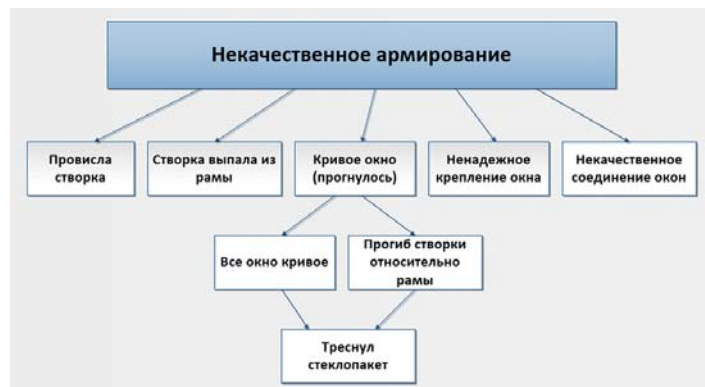 Некачественное армирование
Провисла
створка
Створка выпала из
рамы
Кривое окно
(прогнулось)
Ненадежное
крепление окна
Некачественное
соединение окон
Все окно кривое
Прогиб створки
относительно
рамы
Треснул
стеклопакет